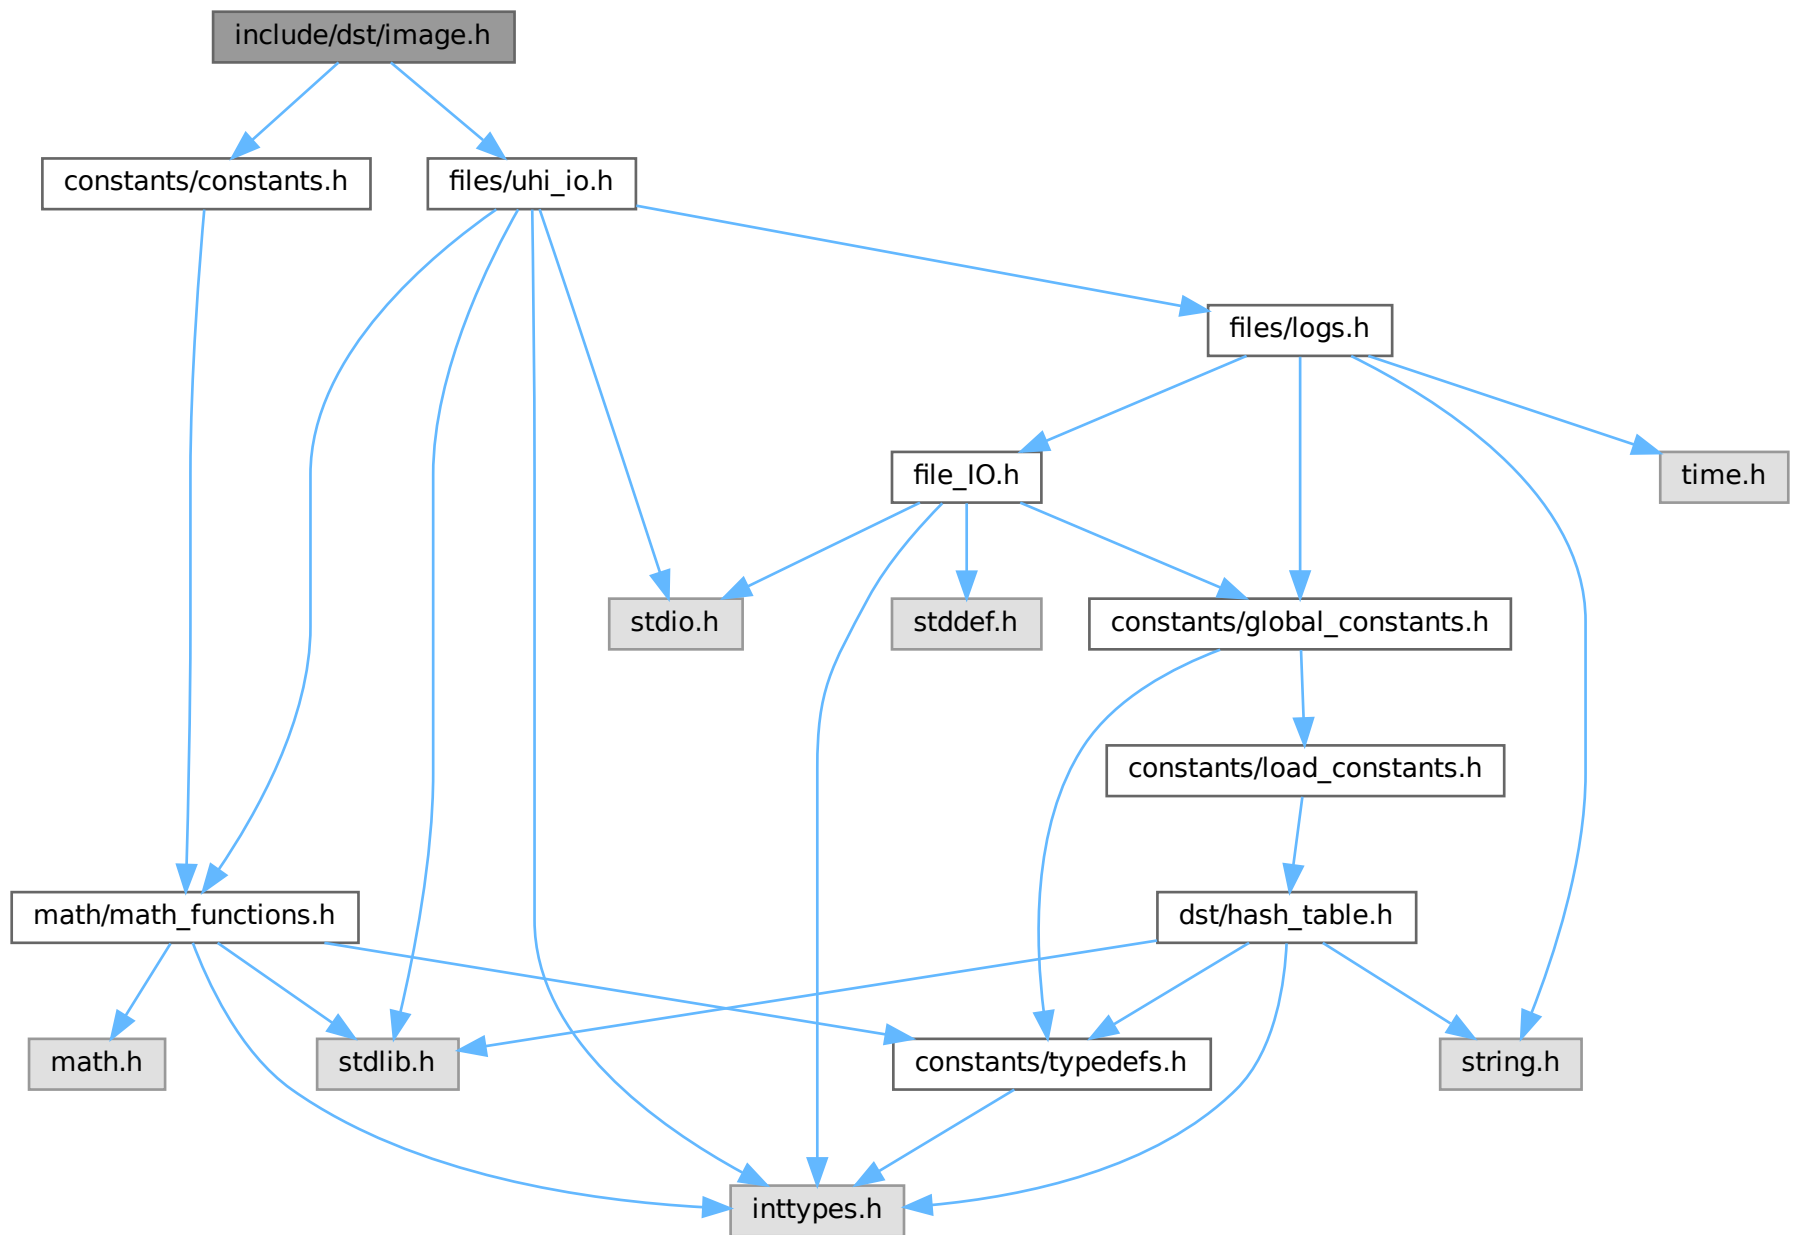 include/dst/image.h
constants/constants.h
files/uhi_io.h
files/logs.h
file_IO.h
time.h
stdio.h
stddef.h
constants/global_constants.h
constants/load_constants.h
math/math_functions.h
dst/hash_table.h
math.h
stdlib.h
constants/typedefs.h
string.h
inttypes.h